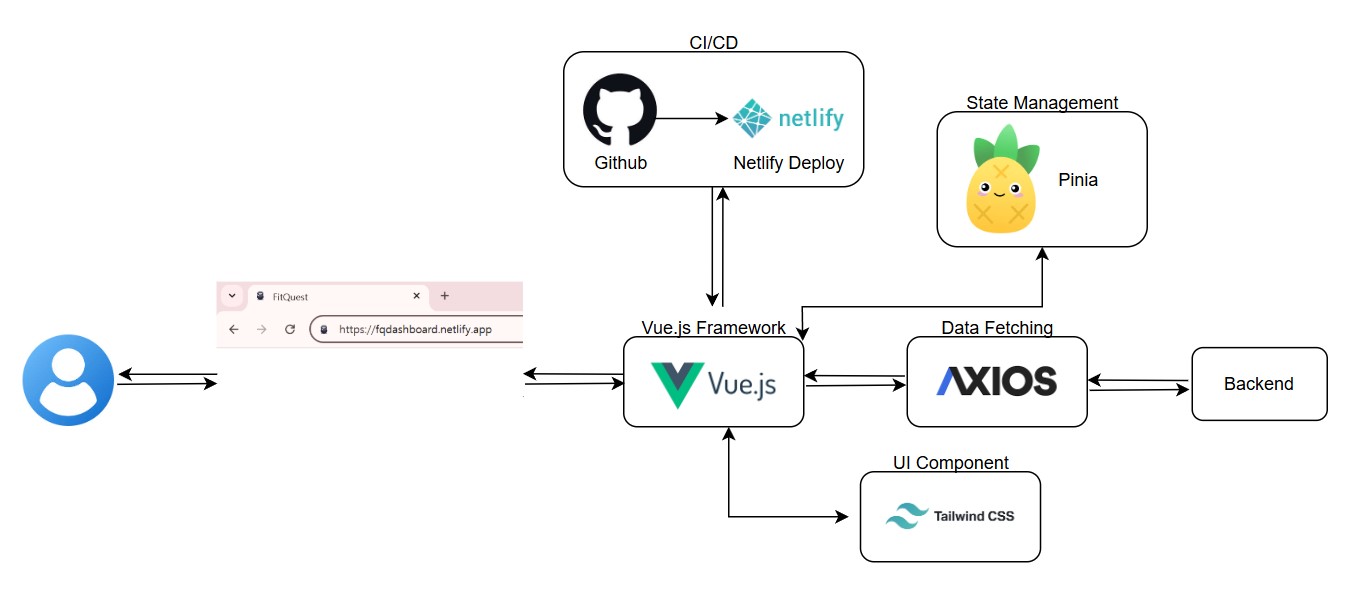 CI/CD
netlify
Github
Netlify Deploy
State Management
Pinia
FitQuest
https://fqdashboard.netlify.app
Vue.js Framework
Vue.js
Data Fetching
AXIOS
Backend
UI Component
Tailwind CSS